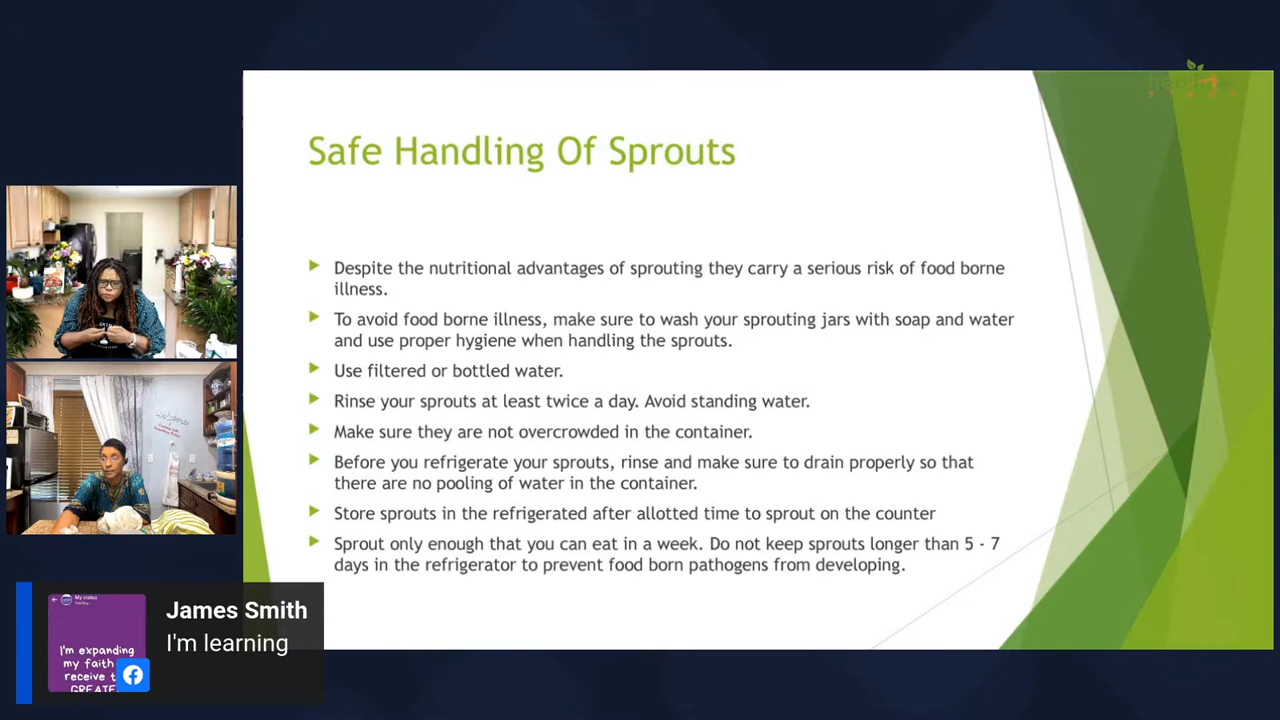 Safe Handling Of Sprouts
Despite the nutritional advantages of sprouting they carry a serious risk of food borne
illness.
To avoid food borne illness, make sure to wash your sprouting jars with soap and water
and use proper hygiene when handling the sprouts.
Use filtered or bottled water.
Rinse your sprouts at least twice a day. Avoid standing water.
Make sure they are not overcrowded in the container.
Before you refrigerate your sprouts, rinse and make sure to drain properly so that
there are no pooling of water in the container.
Store sprouts in the refrigerated after allotted time to sprout on the counter
Sprout only enough that you can eat in a week. Do not keep sprouts longer than 5 - 7
days in the refrigerator to prevent food born pathogens from developing.
Welcome
My status
I'm expanding
my faith
receive
GREATE
James Smith
I'm learning